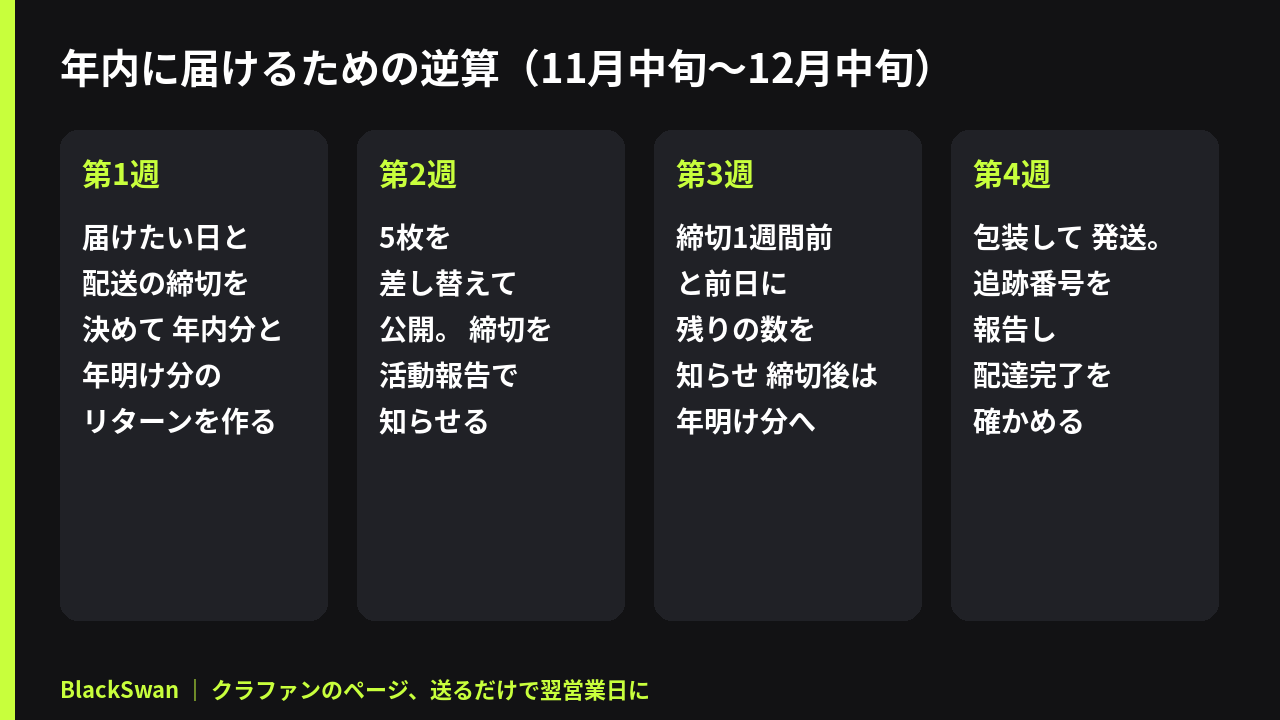 年内に届けるための逆算（11月中旬〜12月中旬）
第1週
届けたい日と
配送の締切を
決めて 年内分と
年明け分の
リターンを作る
第2週
5枚を
差し替えて
公開。 締切を
活動報告で
知らせる
第3週
締切1週間前
と前日に
残りの数を
知らせ 締切後は
年明け分へ
第4週
包装して 発送。
追跡番号を
報告し
配達完了を
確かめる
BlackSwan｜クラファンのページ、送るだけで翌営業日に